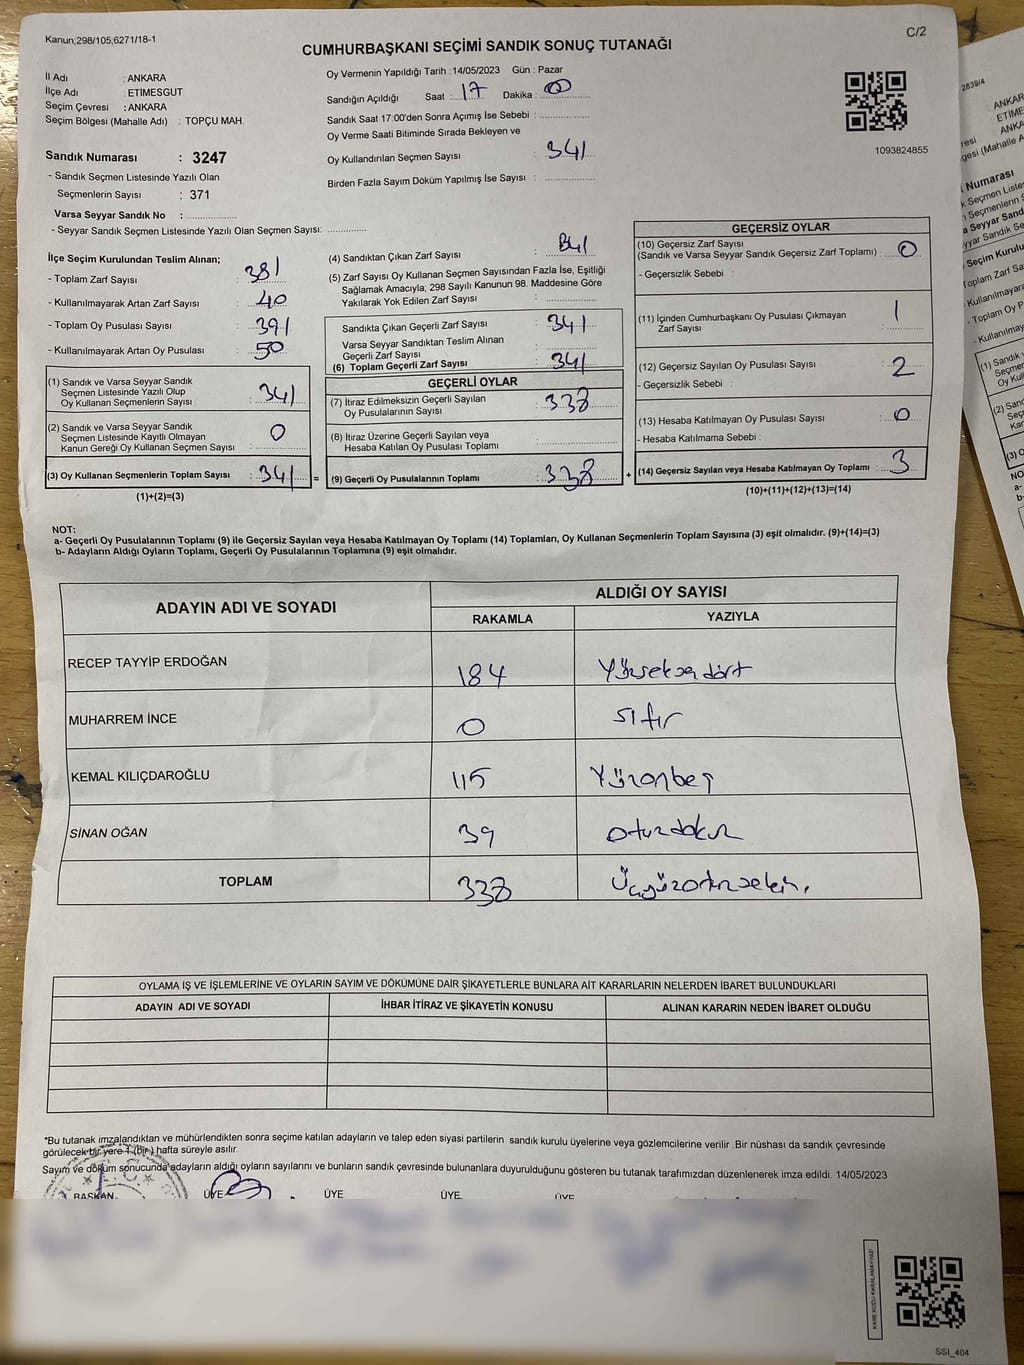 Kanun;298/105;6271/18-1
C/2
CUMHURBAŞKANI SEÇİMİ SANDIK SONUÇ TUTANAĞI
İl Adı : ANKARA
İlçe Adı : ETİMESGUT
Seçim Çevresi : ANKARA
Seçim Bölgesi (Mahalle Adı) : TOPÇU MAH.
Sandık Numarası : 3247
- Sandık Seçmen Listesinde Yazılı Olan
Seçmenlerin Sayısı : 371
Varsa Seyyar Sandık No :
- Seyyar Sandık Seçmen Listesinde Yazılı Olan Seçmen Sayısı:
Oy Vermenin Yapıldığı Tarih :14/05/2023 Gün : Pazar
Sandığın Açıldığı Saat : 17 Dakika : 00
Sandık Saat 17:00'den Sonra Açımış İse Sebebi :
Oy Verme Saati Bitiminde Sırada Bekleyen ve
Oy Kullandırılan Seçmen Sayısı : 341
Birden Fazla Sayım Döküm Yapılmış İse Sayısı :
1093824855
İlçe Seçim Kurulundan Teslim Alınan;
- Toplam Zarf Sayısı : 381
- Kullanılmayarak Artan Zarf Sayısı : 40
- Toplam Oy Pusulası Sayısı : 391
- Kullanılmayarak Artan Oy Pusulası : 50
(1) Sandık ve Varsa Seyyar Sandık
Seçmen Listesinde Yazılı Olup
Oy Kullanan Seçmenlerin Sayısı : 341
(2) Sandık ve Varsa Seyyar Sandık
Seçmen Listesinde Kayıtlı Olmayan
Kanun Gereği Oy Kullanan Seçmen Sayısı : 0
(3) Oy Kullanan Seçmenlerin Toplam Sayısı : 341 =
(1)+(2)=(3)
(4) Sandıktan Çıkan Zarf Sayısı : 341
(5) Zarf Sayısı Oy Kullanan Seçmen Sayısından Fazla İse, Eşitliği
Sağlamak Amacıyla; 298 Sayılı Kanunun 98. Maddesine Göre
Yakılarak Yok Edilen Zarf Sayısı :
Sandıkta Çıkan Geçerli Zarf Sayısı : 341
Varsa Seyyar Sandıktan Teslim Alınan
Geçerli Zarf Sayısı :
(6) Toplam Geçerli Zarf Sayısı : 341
GEÇERLİ OYLAR
(7) İtiraz Edilmeksizin Geçerli Sayılan
Oy Pusulalarının Sayısı : 338
(8) İtiraz Üzerine Geçerli Sayılan veya
Hesaba Katılan Oy Pusulası Toplamı :
(9) Geçerli Oy Pusulalarının Toplamı : 338 +
GEÇERSİZ OYLAR
(10) Geçersiz Zarf Sayısı
(Sandık ve Varsa Seyyar Sandık Geçersiz Zarf Toplamı) : 0
- Geçersizlik Sebebi :
(11) İçinden Cumhurbaşkanı Oy Pusulası Çıkmayan
Zarf Sayısı : 1
(12) Geçersiz Sayılan Oy Pusulası Sayısı : 2
- Geçersizlik Sebebi :
(13) Hesaba Katılmayan Oy Pusulası Sayısı : 0
- Hesaba Katılmama Sebebi :
(14) Geçersiz Sayılan veya Hesaba Katılmayan Oy Toplamı : 3
(10)+(11)+(12)+(13)=(14)
NOT:
a- Geçerli Oy Pusulalarının Toplamı (9) ile Geçersiz Sayılan veya Hesaba Katılmayan Oy Toplamı (14) Toplamları, Oy Kullanan Seçmenlerin Toplam Sayısına (3) eşit olmalıdır. (9)+(14)=(3)
b- Adayların Aldığı Oyların Toplamı, Geçerli Oy Pusulalarının Toplamına (9) eşit olmalıdır.
ADAYIN ADI VE SOYADI
ALDIĞI OY SAYISI
RAKAMLA YAZIYLA
RECEP TAYYİP ERDOĞAN 184 Yüzseksendört
MUHARREM İNCE 0 sıfır
KEMAL KILIÇDAROĞLU 115 Yüzonbeş
SİNAN OĞAN 39 otuzdokuz
TOPLAM 338 Üçyüzotuzsekiz.
OYLAMA İŞ VE İŞLEMLERİNE VE OYLARIN SAYIM VE DÖKÜMÜNE DAİR ŞİKAYETLERLE BUNLARA AİT KARARLARIN NELERDEN İBARET BULUNDUKLARI
ADAYIN ADI VE SOYADI İHBAR İTİRAZ VE ŞİKAYETİN KONUSU ALINAN KARARIN NEDEN İBARET OLDUĞU
*Bu tutanak imzalandıktan ve mühürlendikten sonra seçime katılan adayların ve talep eden siyasi partilerin sandık kurulu üyelerine veya gözlemcilerine verilir .Bir nüshası da sandık çevresinde
görülecek bir yere 1 (bir ) hafta süreyle asılır.
Sayım ve döküm sonucunda adayların aldığı oyların sayılarını ve bunların sandık çevresinde bulunanlara duyurulduğunu gösteren bu tutanak tarafımızdan düzenlenerek imza edildi. 14/05/2023
BAŞKAN ÜYE ÜYE ÜYE ÜYE
KARE KODU KARALAMAYINIZ!
SSI_404